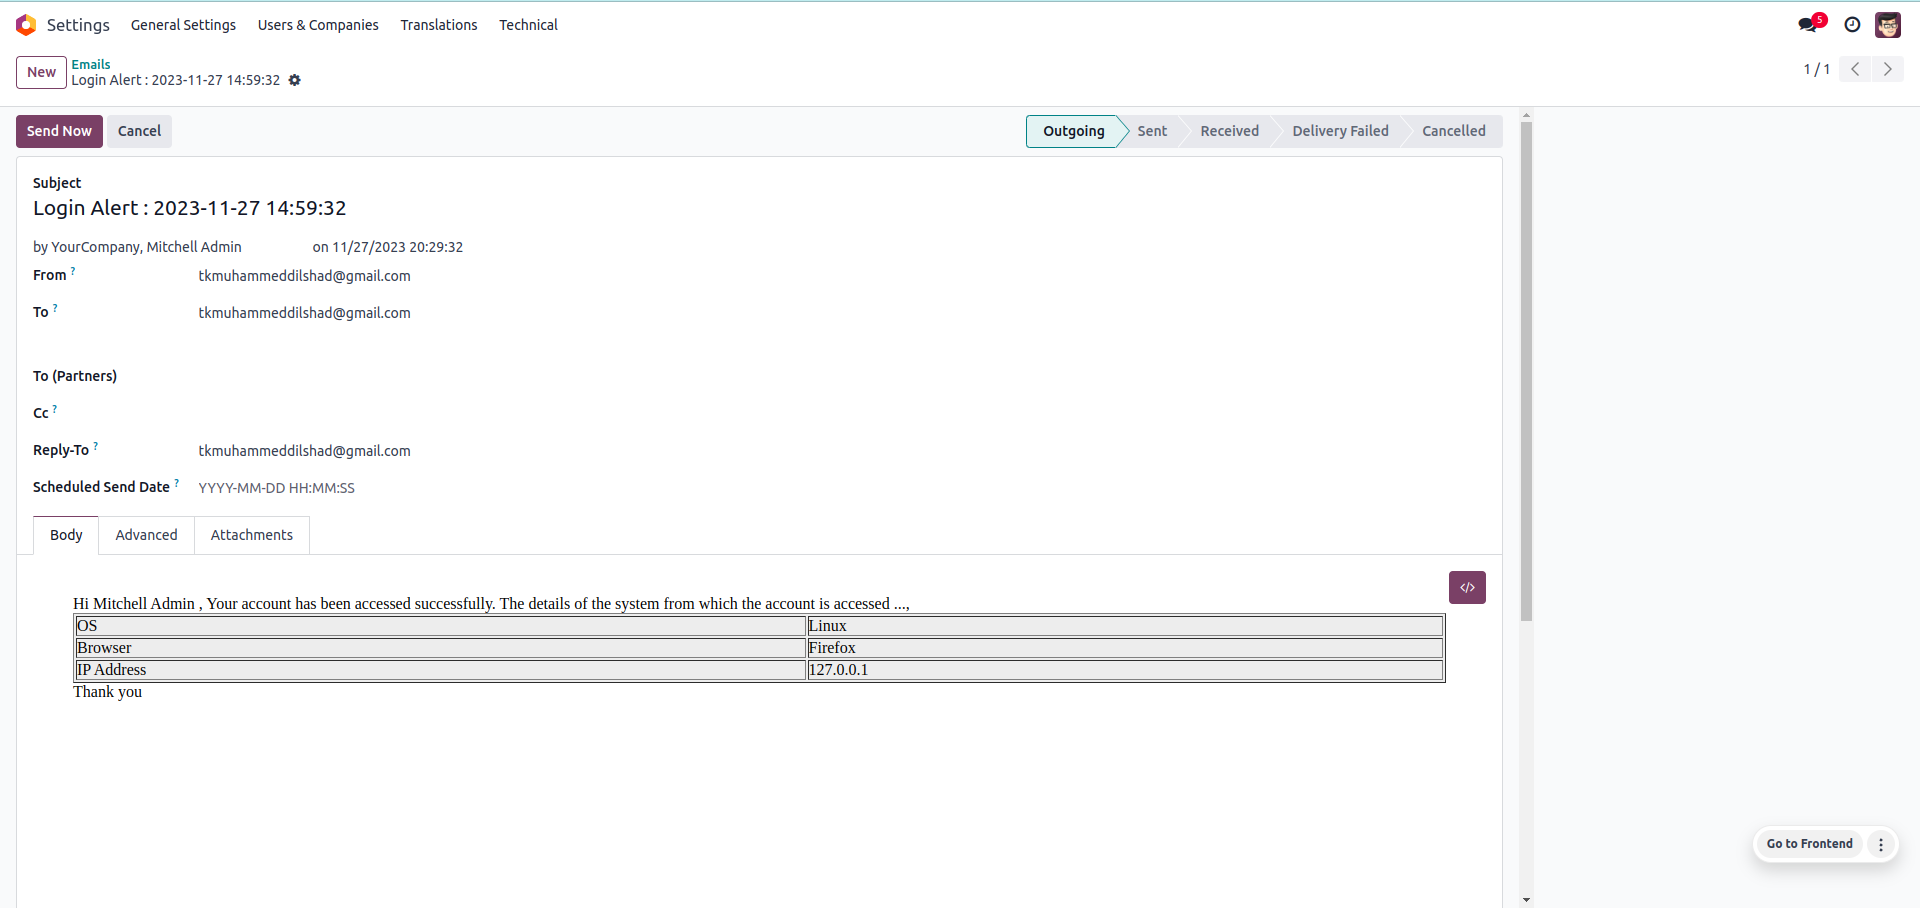 Settings General Settings Users & Companies Translations Technical 5
New Emails
Login Alert : 2023-11-27 14:59:32 1 / 1
Send Now Cancel Outgoing Sent Received Delivery Failed Cancelled
Subject
Login Alert : 2023-11-27 14:59:32
by YourCompany, Mitchell Admin on 11/27/2023 20:29:32
From ? tkmuhammeddilshad@gmail.com
To ? tkmuhammeddilshad@gmail.com
To (Partners)
Cc ?
Reply-To ? tkmuhammeddilshad@gmail.com
Scheduled Send Date ? YYYY-MM-DD HH:MM:SS
Body Advanced Attachments
</>
Hi Mitchell Admin , Your account has been accessed successfully. The details of the system from which the account is accessed ...,
OS Linux
Browser Firefox
IP Address 127.0.0.1
Thank you
Go to Frontend